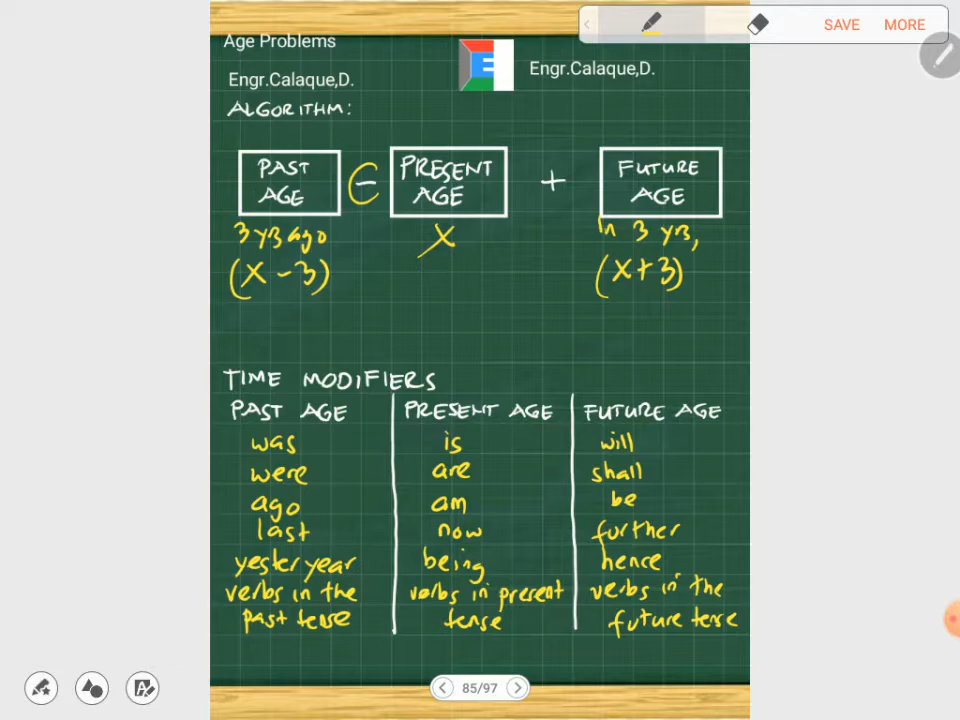 SAVE MORE
Age Problems
Engr.Calaque,D. E Engr.Calaque,D.
ALGORITHM:
PAST AGE - PRESENT AGE + FUTURE AGE
3 yrs ago X In 3 yrs,
(X-3) (X+3)
TIME MODIFIERS
PAST AGE PRESENT AGE FUTURE AGE
was is will
were are shall
ago am be
last now further
yesteryear being hence
verbs in the verbs in present verbs in the
past tense tense future tense
85/97